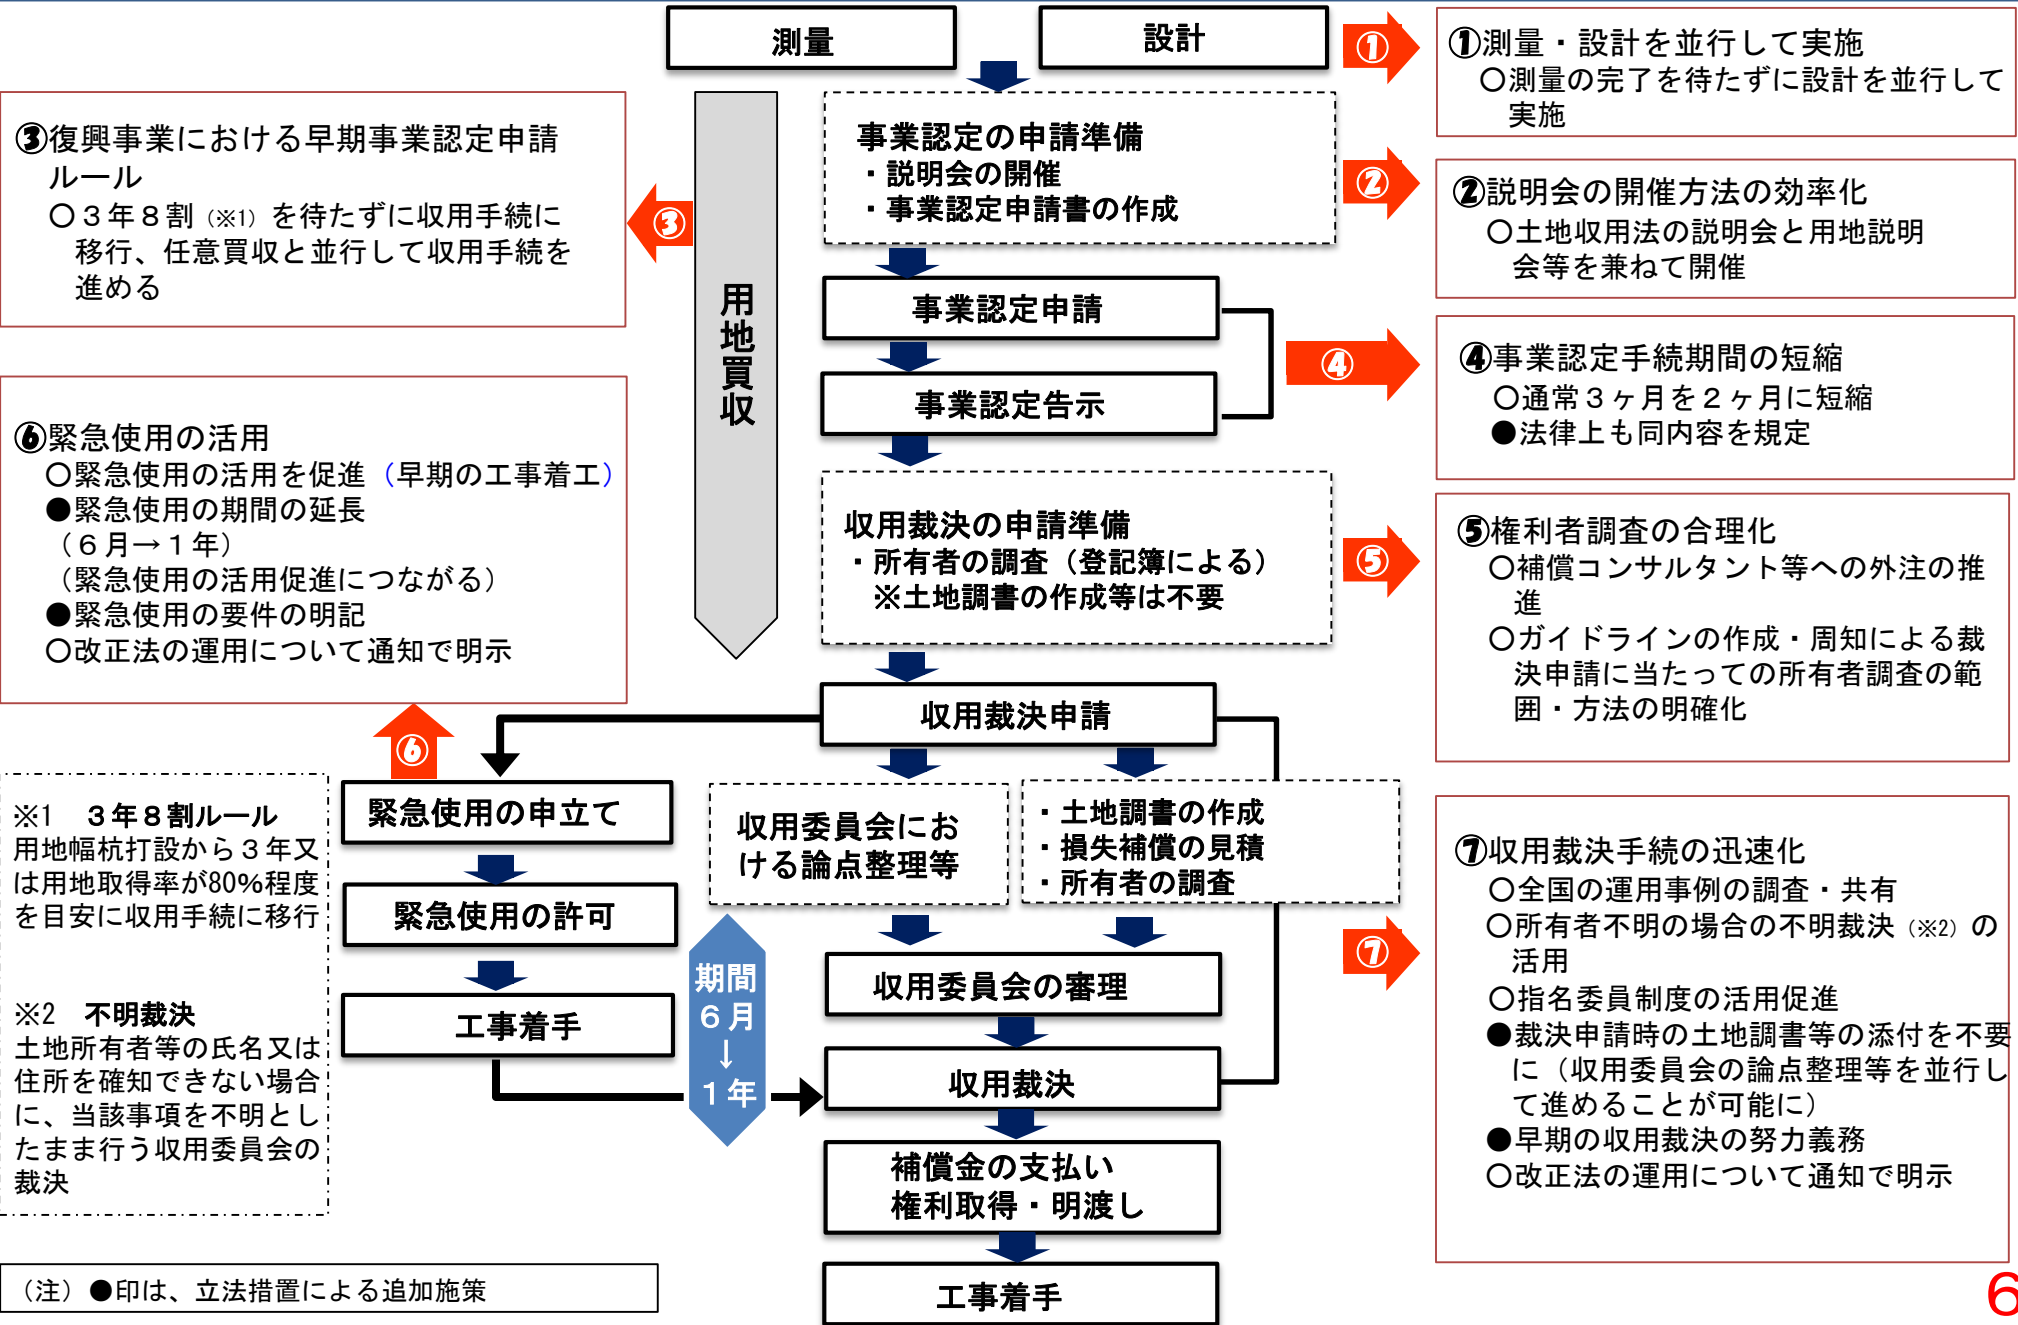 測量
設計
①
①測量・設計を並行して実施
○測量の完了を待たずに設計を並行して
実施
③復興事業における早期事業認定申請
ルール
○３年８割（※1）を待たずに収用手続に
移行、任意買収と並行して収用手続を
進める
③
用地買収
事業認定の申請準備
・説明会の開催
・事業認定申請書の作成
②
②説明会の開催方法の効率化
○土地収用法の説明会と用地説明
会等を兼ねて開催
事業認定申請
事業認定告示
④
④事業認定手続期間の短縮
○通常３ヶ月を２ヶ月に短縮
●法律上も同内容を規定
⑥緊急使用の活用
○緊急使用の活用を促進（早期の工事着工）
●緊急使用の期間の延長
（６月→１年）
（緊急使用の活用促進につながる）
●緊急使用の要件の明記
○改正法の運用について通知で明示
収用裁決の申請準備
・所有者の調査（登記簿による）
※土地調書の作成等は不要
⑤
⑤権利者調査の合理化
○補償コンサルタント等への外注の推
進
○ガイドラインの作成・周知による裁
決申請に当たっての所有者調査の範
囲・方法の明確化
収用裁決申請
⑥
※1　３年８割ルール
用地幅杭打設から３年又
は用地取得率が80%程度
を目安に収用手続に移行
※2　不明裁決
土地所有者等の氏名又は
住所を確知できない場合
に、当該事項を不明とし
たまま行う収用委員会の
裁決
緊急使用の申立て
緊急使用の許可
工事着手
収用委員会にお
ける論点整理等
・土地調書の作成
・損失補償の見積
・所有者の調査
期間
６月
↓
１年
収用委員会の審理
収用裁決
補償金の支払い
権利取得・明渡し
工事着手
⑦
⑦収用裁決手続の迅速化
○全国の運用事例の調査・共有
○所有者不明の場合の不明裁決（※2）の
活用
○指名委員制度の活用促進
●裁決申請時の土地調書等の添付を不要
に（収用委員会の論点整理等を並行し
て進めることが可能に）
●早期の収用裁決の努力義務
○改正法の運用について通知で明示
（注）●印は、立法措置による追加施策
6